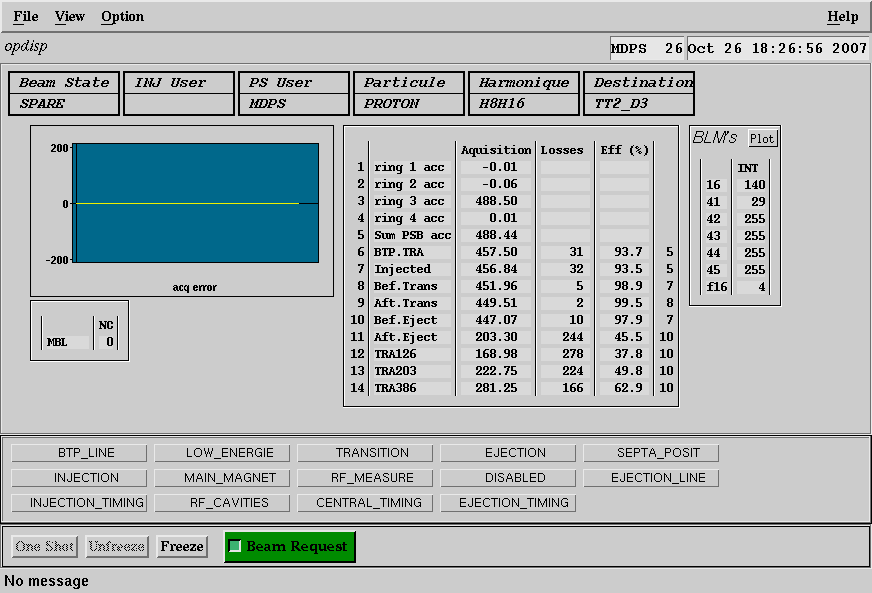 File View Option Help
opdisp
MDPS 26 Oct 26 18:26:56 2007
Beam State INJ User PS User Particule Harmonique Destination
SPARE MDPS PROTON H8H16 TT2_D3
200
0
-200
acq error
NC
MBL 0
Aquisition Losses Eff (%)
1 ring 1 acc -0.01
2 ring 2 acc -0.06
3 ring 3 acc 488.50
4 ring 4 acc 0.01
5 Sum PSB acc 488.44
6 BTP.TRA 457.50 31 93.7 5
7 Injected 456.84 32 93.5 5
8 Bef.Trans 451.96 5 98.9 7
9 Aft.Trans 449.51 2 99.5 8
10 Bef.Eject 447.07 10 97.9 7
11 Aft.Eject 203.30 244 45.5 10
12 TRA126 168.98 278 37.8 10
13 TRA203 222.75 224 49.8 10
14 TRA386 281.25 166 62.9 10
BLM's Plot
INT
16 140
41 29
42 255
43 255
44 255
45 255
f16 4
BTP_LINE LOW_ENERGIE TRANSITION EJECTION SEPTA_POSIT
INJECTION MAIN_MAGNET RF_MEASURE DISABLED EJECTION_LINE
INJECTION_TIMING RF_CAVITIES CENTRAL_TIMING EJECTION_TIMING
One Shot Unfreeze Freeze Beam Request
No message